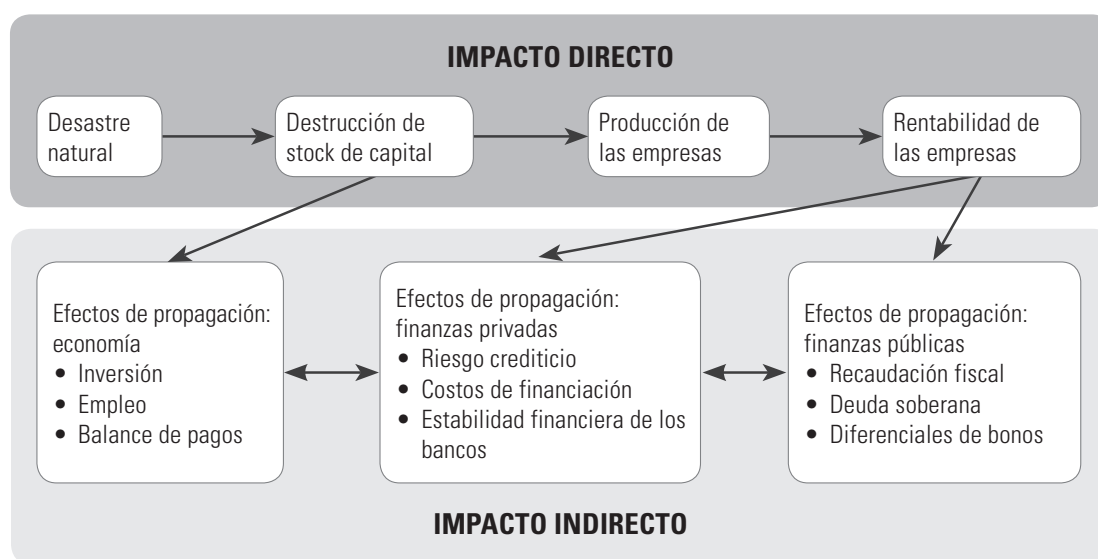 IMPACTO DIRECTO
Desastre
natural
Destrucción de
stock de capital
Producción de
las empresas
Rentabilidad de
las empresas
Efectos de propagación:
economía
• Inversión
• Empleo
• Balance de pagos
Efectos de propagación:
finanzas privadas
• Riesgo crediticio
• Costos de financiación
• Estabilidad financiera de los
bancos
Efectos de propagación:
finanzas públicas
• Recaudación fiscal
• Deuda soberana
• Diferenciales de bonos
IMPACTO INDIRECTO